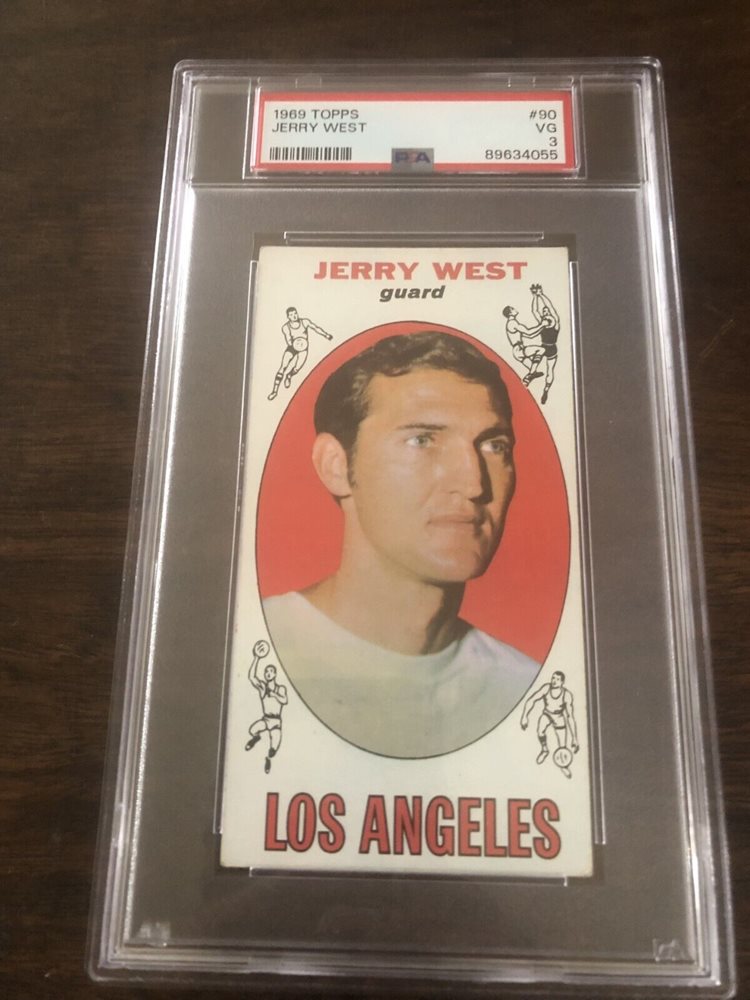 1969 TOPPS #90
JERRY WEST VG
3
PSA 89634055
JERRY WEST
guard
LOS ANGELES